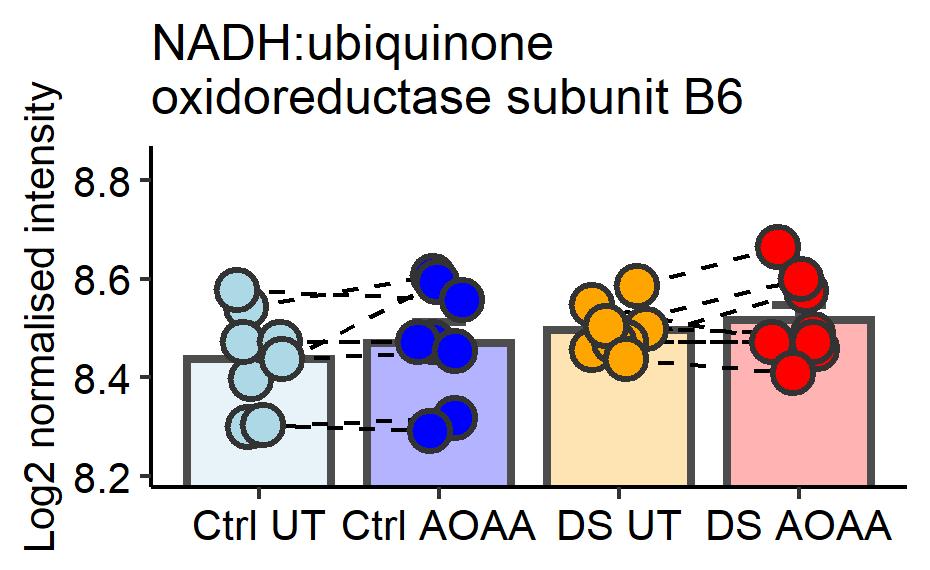 NADH:ubiquinone
oxidoreductase subunit B6
Log2 normalised intensity
8.8
8.6
8.4
8.2
Ctrl UT Ctrl AOAA DS UT DS AOAA